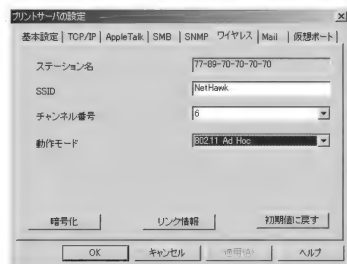 プリントサーバの設定
基本設定 TCP/IP AppleTalk SMB SNMP ワイヤレス Mail 仮想ポート
ステーション名 77-89-70-70-70-70
SSID NetHawk
チャンネル番号 6
動作モード 802.11 Ad Hoc
暗号化 リンク情報 初期値に戻す
OK キャンセル 適用(A) ヘルプ